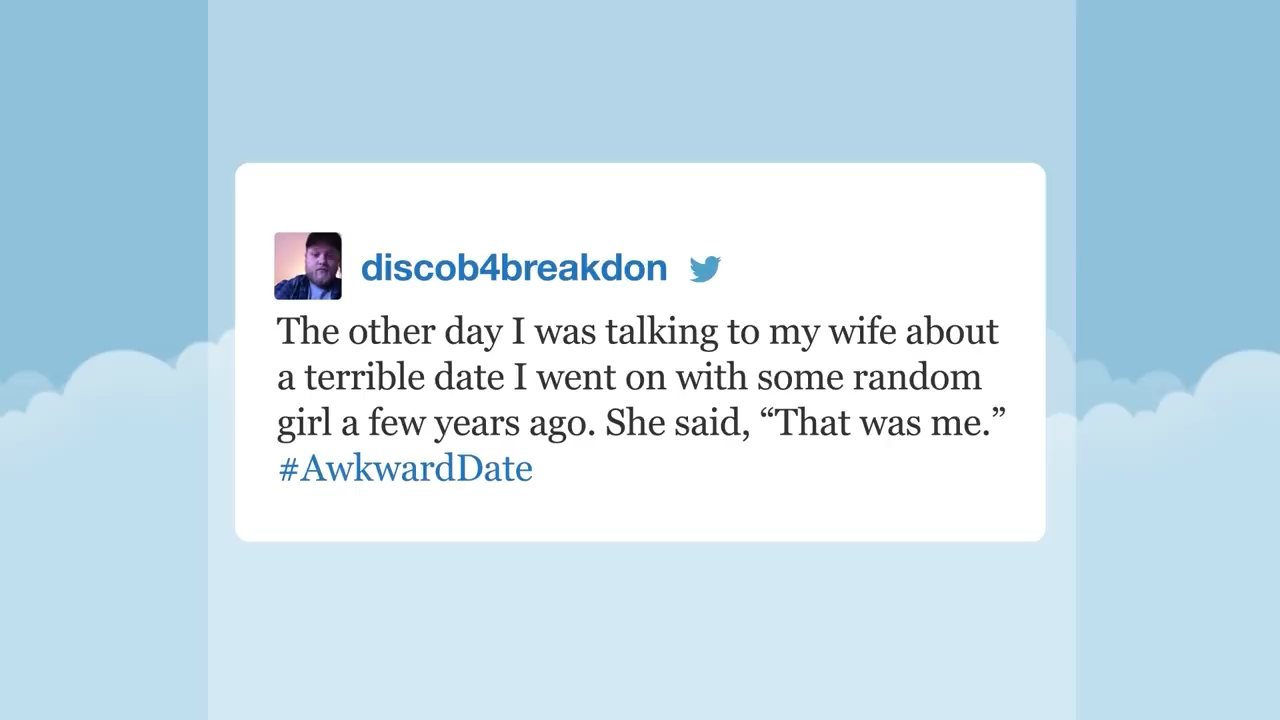 discob4breakdon
The other day I was talking to my wife about
a terrible date I went on with some random
girl a few years ago. She said, “That was me.”
#AwkwardDate